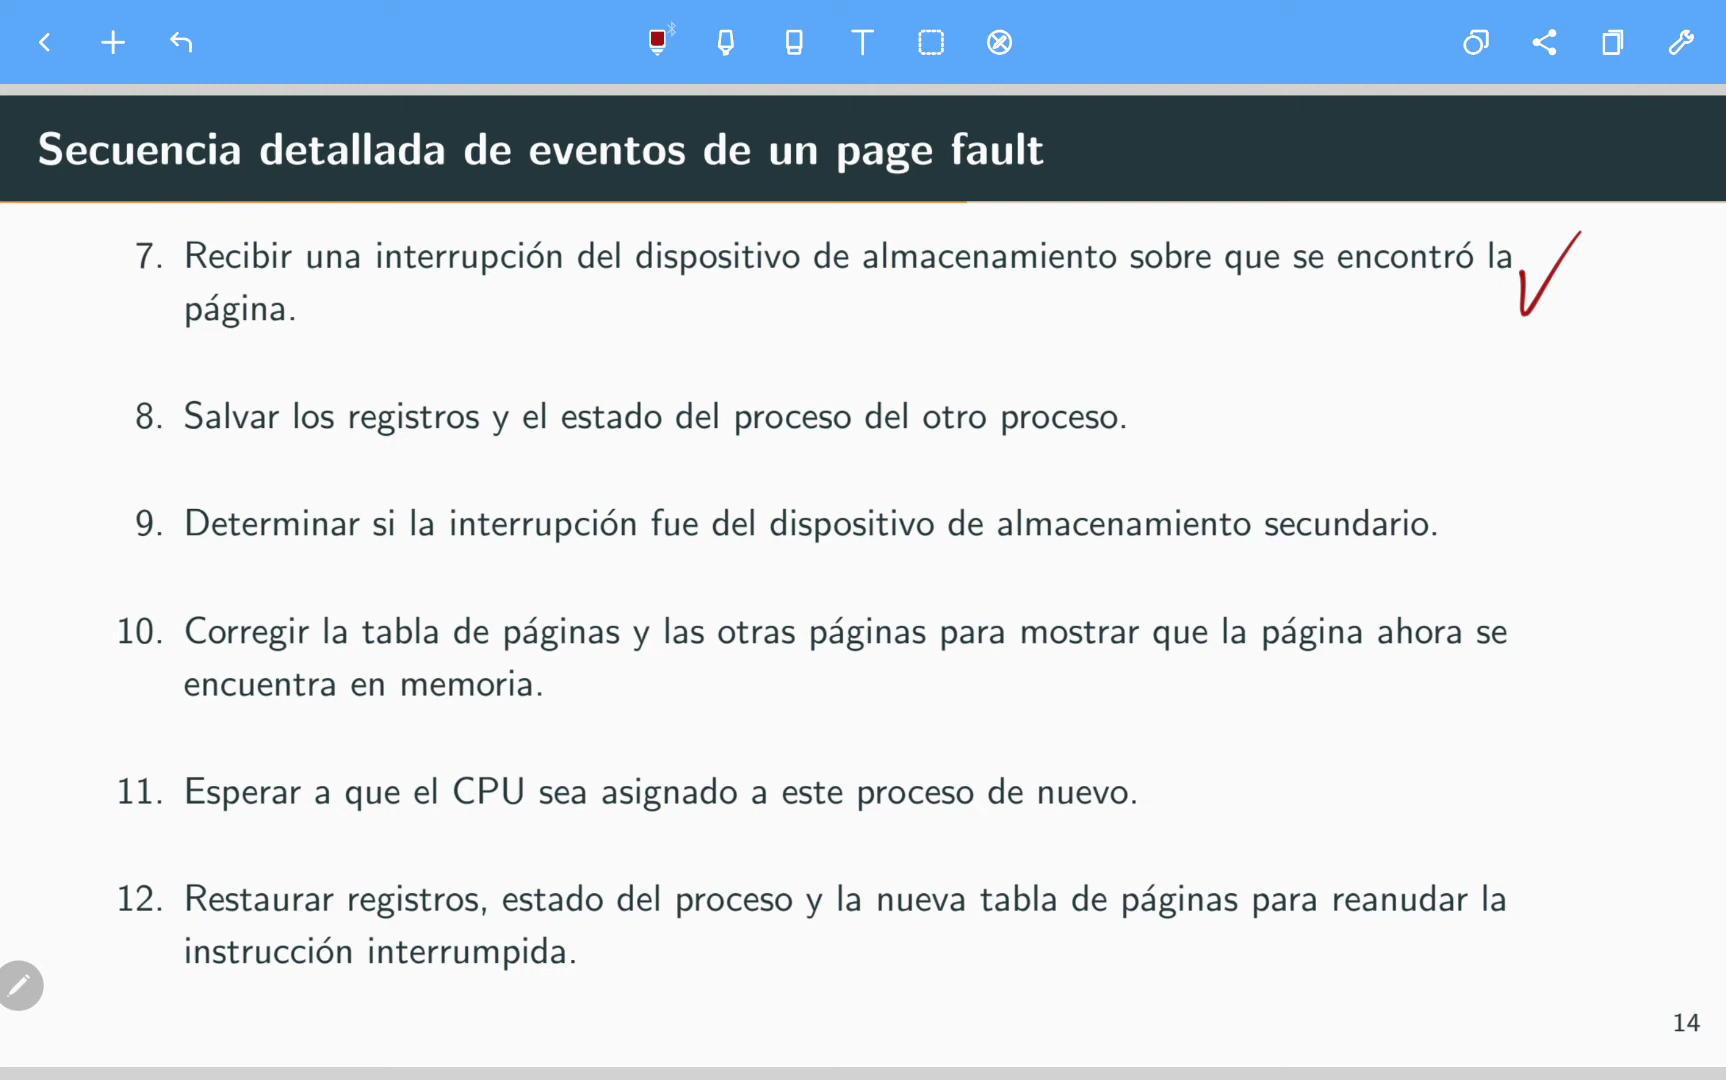 Secuencia detallada de eventos de un page fault
7. Recibir una interrupción del dispositivo de almacenamiento sobre que se encontró la
página.
8. Salvar los registros y el estado del proceso del otro proceso.
9. Determinar si la interrupción fue del dispositivo de almacenamiento secundario.
10. Corregir la tabla de páginas y las otras páginas para mostrar que la página ahora se
encuentra en memoria.
11. Esperar a que el CPU sea asignado a este proceso de nuevo.
12. Restaurar registros, estado del proceso y la nueva tabla de páginas para reanudar la
instrucción interrumpida.
14